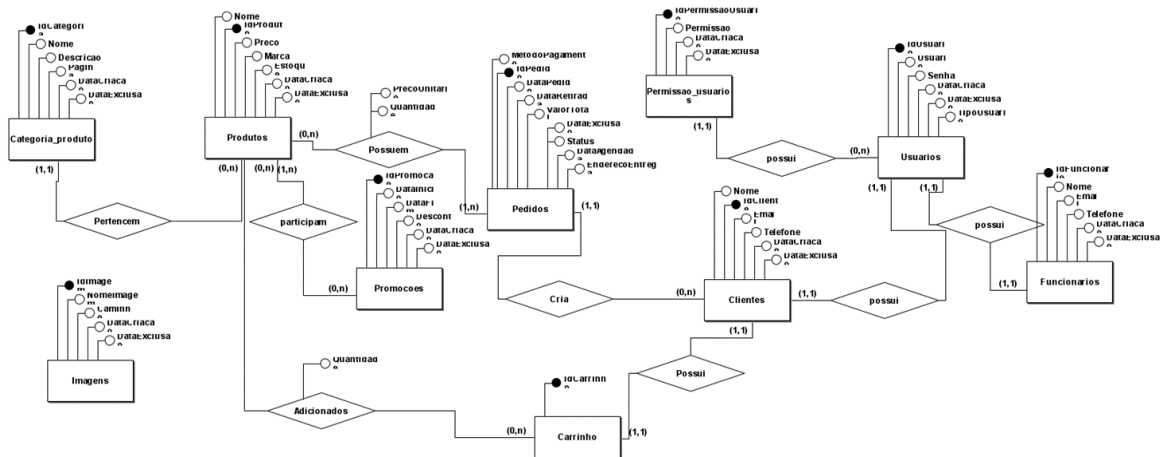 IdCategori
a
Nome
Descricao
Pagin
a
DataCriaca
o
DataExclusa
o
Categoria_produto
(1,1)
Nome
IdProdut
o
Preco
Marca
Estoqu
e
DataCriaca
o
DataExclusa
o
Produtos
(0,n)
(0,n)
(0,n)
(1,n)
PrecoUnitari
o
Quantidad
e
Possuem
MetodoPagament
o
IdPedid
o
DataPedid
o
DataRetirad
a
ValorTota
l
DataExclusa
o
Status
DataAgendad
a
EnderecoEntreg
a
Pedidos
(1,n)
(1,1)
IdPermissaoUsuari
o
Permissao
DataCriaca
o
DataExclusa
o
Permissao_usuario
s
(1,1)
possui
(0,n)
IdUsuari
o
Usuari
o
Senha
DataCriaca
o
DataExclusa
o
TipoUsuari
o
Usuarios
(1,1)
(1,1)
IdFuncionar
io
Nome
Emai
l
Telefone
DataCriaca
o
DataExclusa
o
Funcionarios
(1,1)
possui
Pertencem
participam
IdPromoca
o
DataInici
o
DataFi
m
Descont
o
DataCriaca
o
DataExclusa
o
Promocoes
(0,n)
Nome
IdClient
e
Emai
l
Telefone
DataCriaca
o
DataExclusa
o
Clientes
(0,n)
(1,1)
(1,1)
Cria
possui
IdImage
m
NomeImage
m
Caminh
o
DataCriaca
o
DataExclusa
o
Imagens
Quantidad
e
Adicionados
(0,n)
IdCarrinh
o
Carrinho
(1,1)
Possui